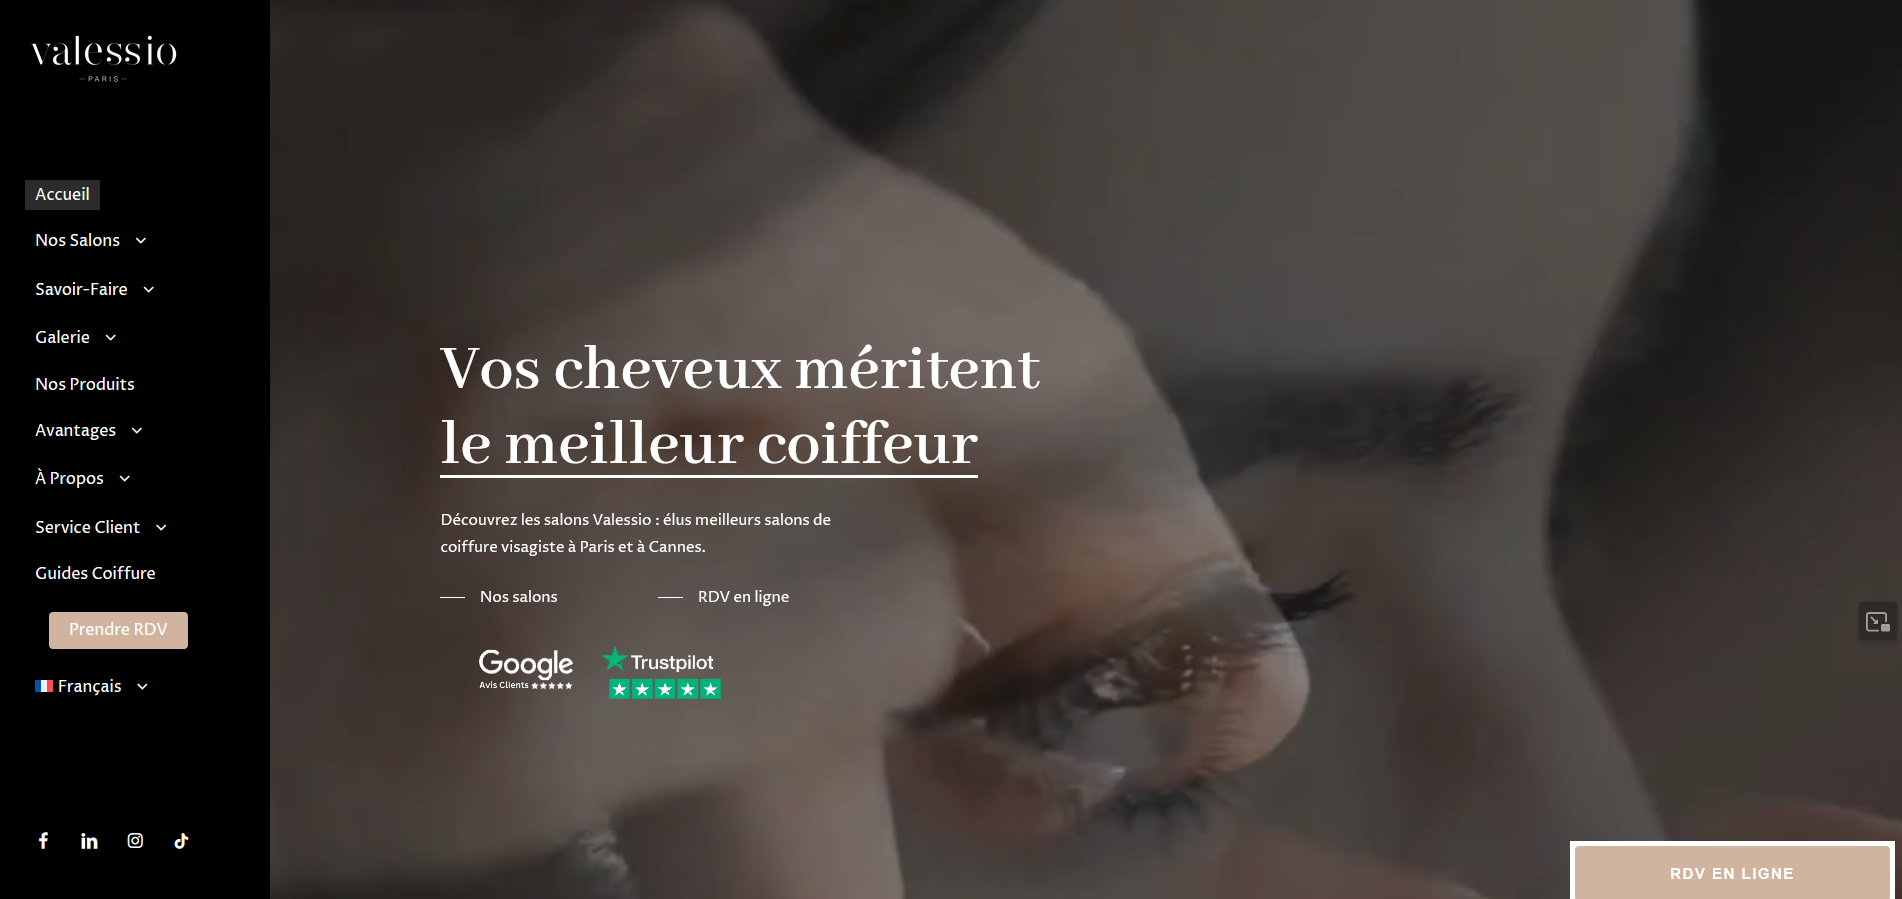 valessio
PARIS
Accueil
Nos Salons
Savoir-Faire
Galerie
Nos Produits
Avantages
À Propos
Service Client
Guides Coiffure
Prendre RDV
Français
Vos cheveux méritent
le meilleur coiffeur
Découvrez les salons Valessio : élus meilleurs salons de
coiffure visagiste à Paris et à Cannes.
Nos salons
RDV en ligne
Google
Avis Clients
Trustpilot
RDV EN LIGNE